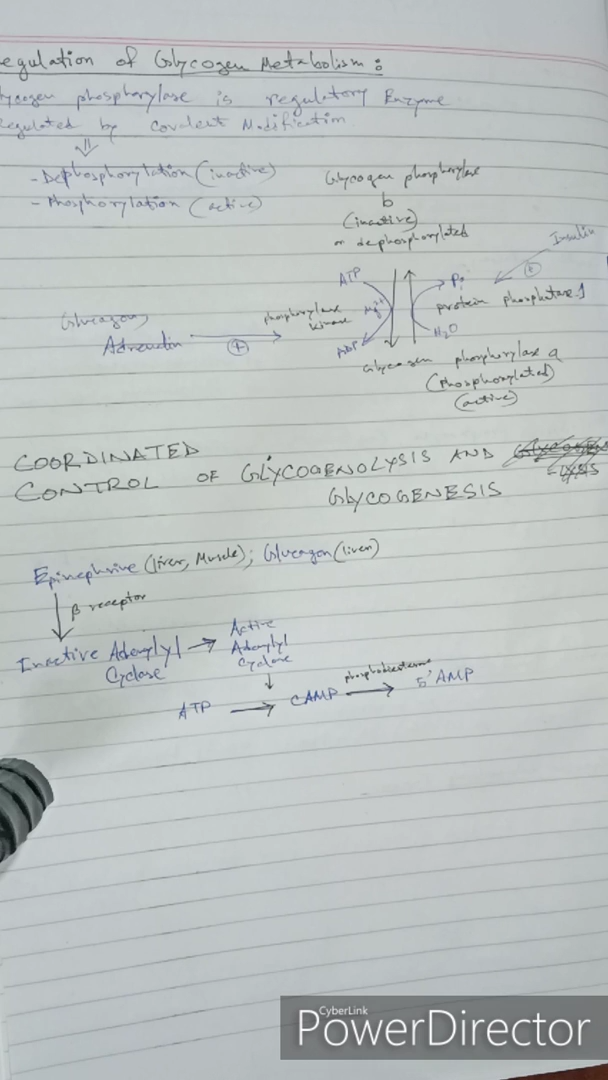 egulation of Glycogen Metabolism:
lycogen phosphorylase is regulatory Enzyme
regulated by Covalent Modification.
- Dephosphorylation (inactive)
- Phosphorylation (active)
Glycogen phosphorylase
b
(inactive)
or dephosphorylated
Insulin
ATP
Pi
+
Glucagon
phosphorylase
kinase
Mg²⁺
protein phosphatase 1
Adrenalin
+
ADP
H₂O
Glycogen phosphorylase a
(Phosphorylated)
(active)
COORDINATED
CONTROL OF GLYCOGENOLYSIS AND
GLYCOGENESIS
Epinephrine (liver, Muscle); Glucagon (liver)
β receptor
Inactive Adenylyl
Cyclase
Active
Adenylyl
Cyclase
ATP
CAMP
phosphodiesterase
5' AMP
CyberLink
PowerDirector